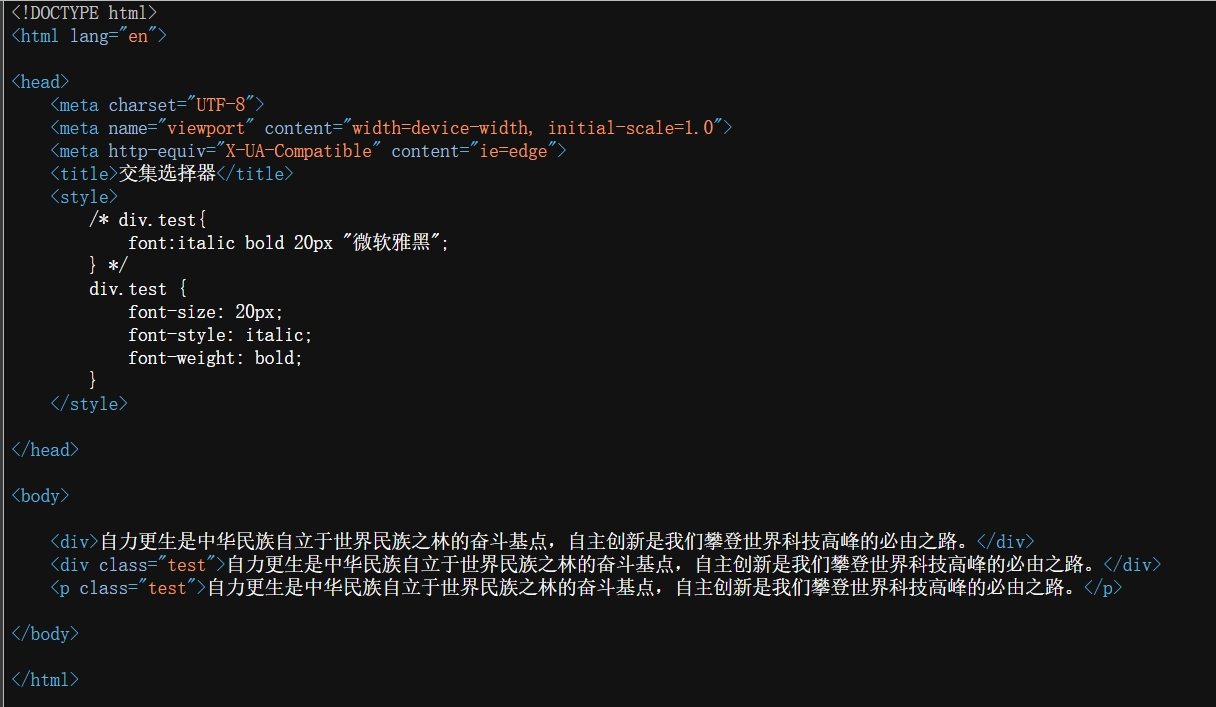 <!DOCTYPE html>
<html lang="en">
<head>
<meta charset="UTF-8">
<meta name="viewport" content="width=device-width, initial-scale=1.0">
<meta http-equiv="X-UA-Compatible" content="ie=edge">
<title>交集选择器</title>
<style>
/* div.test{
font:italic bold 20px "微软雅黑";
} */
div.test {
font-size: 20px;
font-style: italic;
font-weight: bold;
}
</style>
</head>
<body>
<div>自力更生是中华民族自立于世界民族之林的奋斗基点，自主创新是我们攀登世界科技高峰的必由之路。</div>
<div class="test">自力更生是中华民族自立于世界民族之林的奋斗基点，自主创新是我们攀登世界科技高峰的必由之路。</div>
<p class="test">自力更生是中华民族自立于世界民族之林的奋斗基点，自主创新是我们攀登世界科技高峰的必由之路。</p>
</body>
</html>